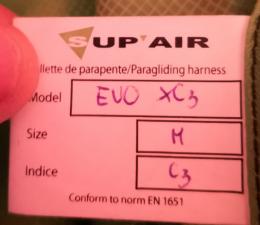 SUP'AIR
llette de parapente/Paragliding harness
Model EVO XC3
Size M
Indice C3
Conform to norm EN 1651